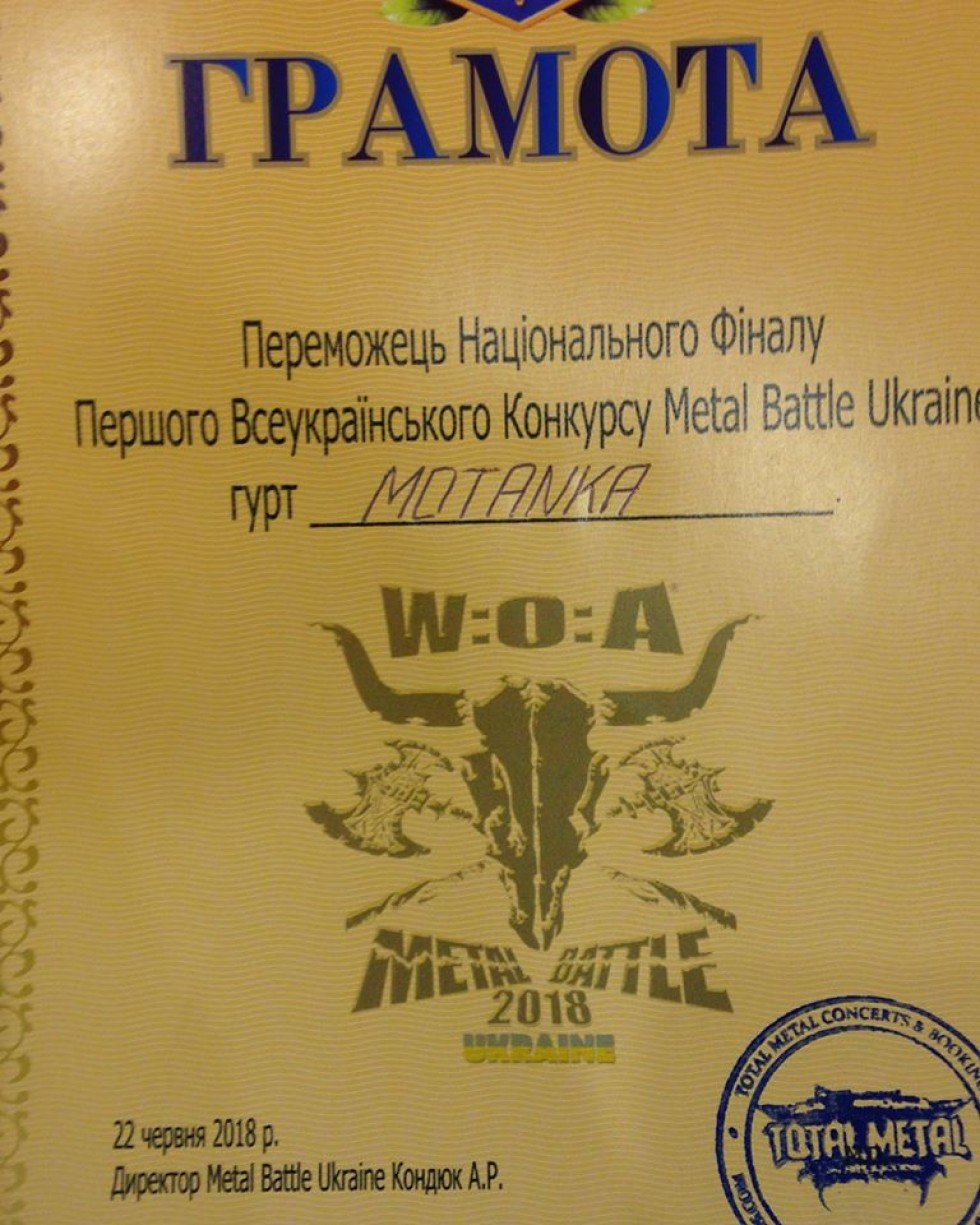 ГРАМОТА
Переможець Національного Фіналу
Першого Всеукраїнського Конкурсу Metal Battle Ukraine
гурт MOTANKA.
W:O:A
METAL BATTLE
2018
UKRAINE
22 червня 2018 р.
Директор Metal Battle Ukraine Кондюк А.Р.
TOTAL METAL CONCERTS & BOOKIN
TOTAL METAL